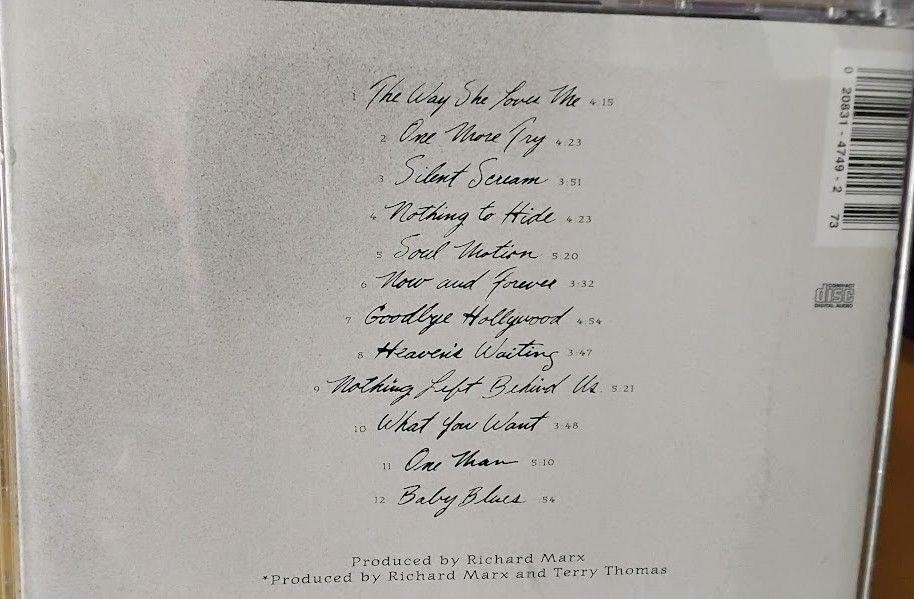 1 The Way She Loves Me 4:15
2 One More Try 4:23
3 Silent Scream 3:51
4 Nothing to Hide 4:23
5 Soul Motion 5:20
6 Now and Forever 3:32
7 Goodbye Hollywood 4:54
8 Heaven's Waiting 3:47
9 Nothing Left Behind Us 5:21
10 What You Want 3:48
11 One Man 5:10
12 Baby Blues :54
Produced by Richard Marx
*Produced by Richard Marx and Terry Thomas
0 20831-4749-2 73
COMPACT
disc
DIGITAL AUDIO